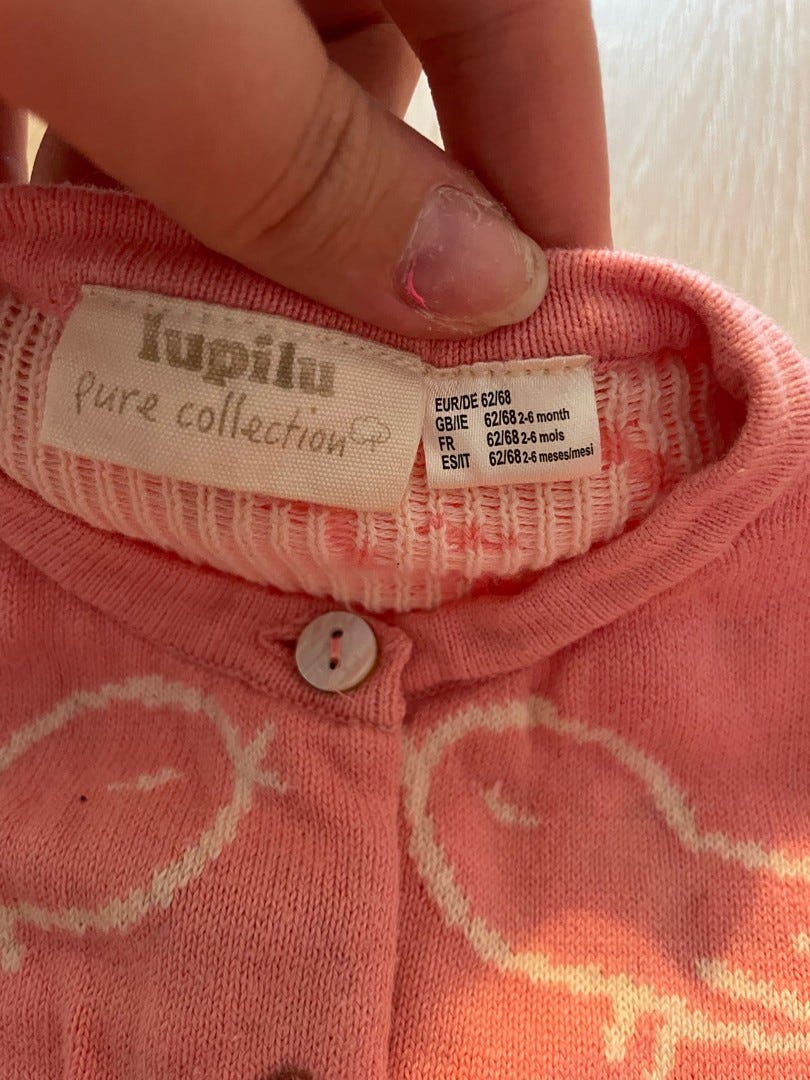 lupilu
pure collection
EUR/DE 62/68
GB/IE 62/68 2-6 month
FR 62/68 2-6 mois
ES/IT 62/68 2-6 meses/mesi